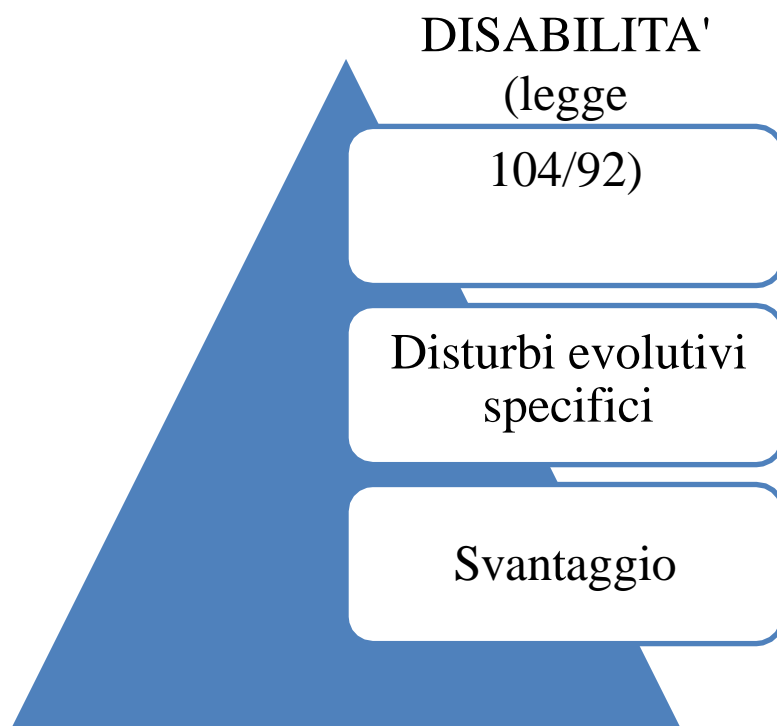 DISABILITA'
(legge
104/92)
Disturbi evolutivi
specifici
Svantaggio